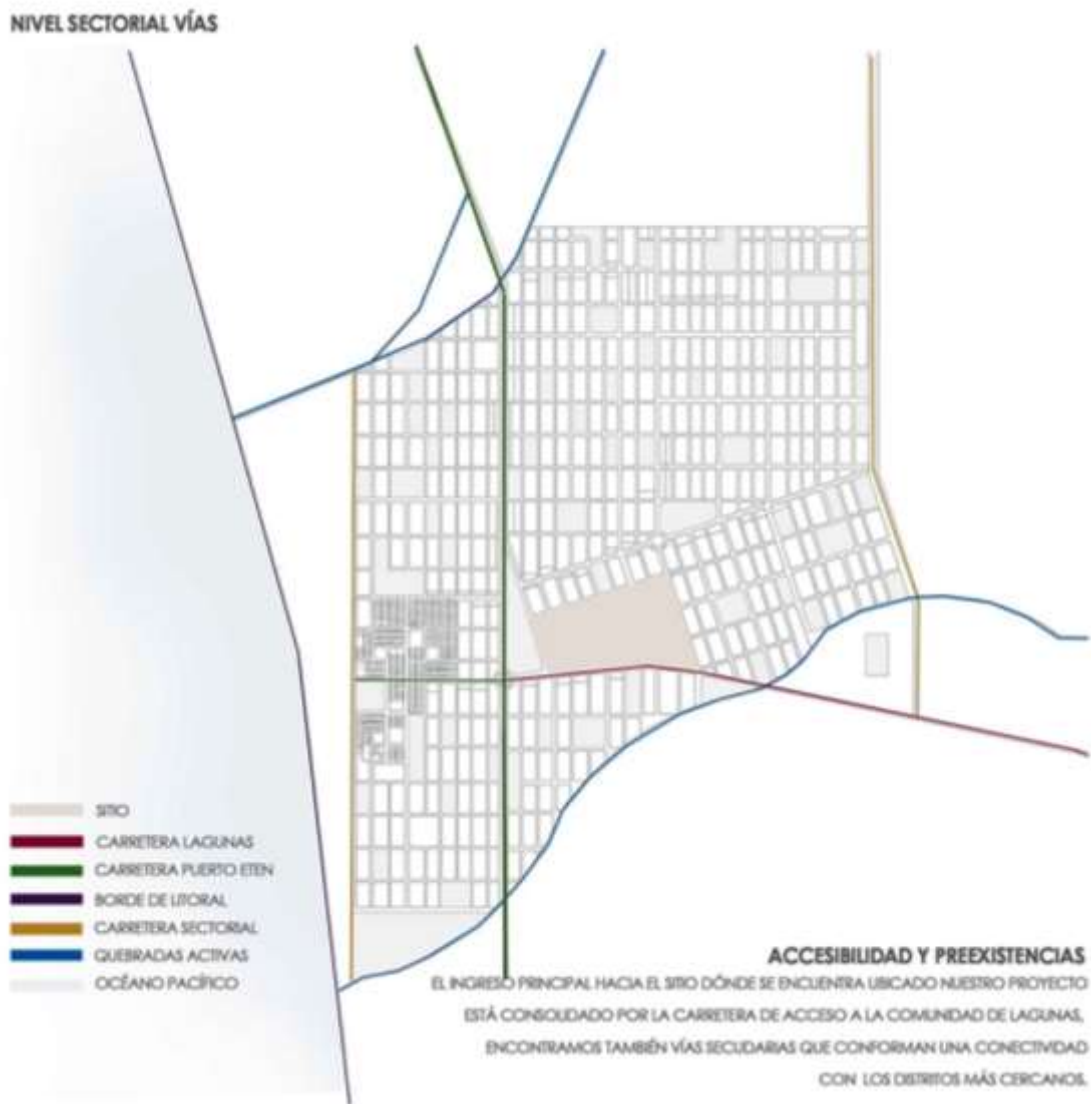 NIVEL SECTORIAL VÍAS
SITIO
CARRETERA LAGUNAS
CARRETERA PUERTO ETEN
BORDE DE LITORAL
CARRETERA SECTORIAL
QUEBRADAS ACTIVAS
OCÉANO PACÍFICO
ACCESIBILIDAD Y PREEXISTENCIAS
EL INGRESO PRINCIPAL HACIA EL SITIO DÓNDE SE ENCUENTRA UBICADO NUESTRO PROYECTO
ESTÁ CONSOLIDADO POR LA CARRETERA DE ACCESO A LA COMUNIDAD DE LAGUNAS,
ENCONTRAMOS TAMBIÉN VÍAS SECUDARIAS QUE CONFORMAN UNA CONECTIVIDAD
CON LOS DISTRITOS MÁS CERCANOS.